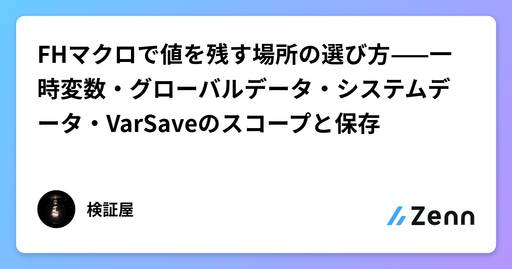 FHマクロで値を残す場所の選び方——一
時変数・グローバルデータ・システムデ
ータ・VarSaveのスコープと保存
検証屋
Zenn